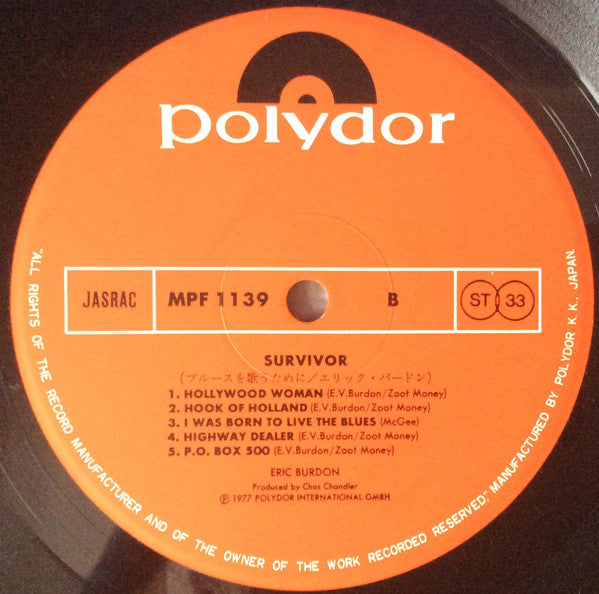 polydor
JASRAC
MPF 1139
B
ST 33
SURVIVOR
(ブルースを歌うために/エリック・バードン)
1. HOLLYWOOD WOMAN (E.V.Burdon/Zoot Money)
2. HOOK OF HOLLAND (E.V.Burdon/Zoot Money)
3. I WAS BORN TO LIVE THE BLUES (McGee)
4. HIGHWAY DEALER (E.V.Burdon/Zoot Money)
5. P.O. BOX 500 (E.V.Burdon/Zoot Money)
ERIC BURDON
Produced by Chas Chandler
Ⓟ 1977 POLYDOR INTERNATIONAL GMBH
"ALL RIGHTS OF THE RECORD MANUFACTURER AND OF THE OWNER OF THE WORK RECORDED RESERVED." MANUFACTURED BY POLYDOR K.K., JAPAN.